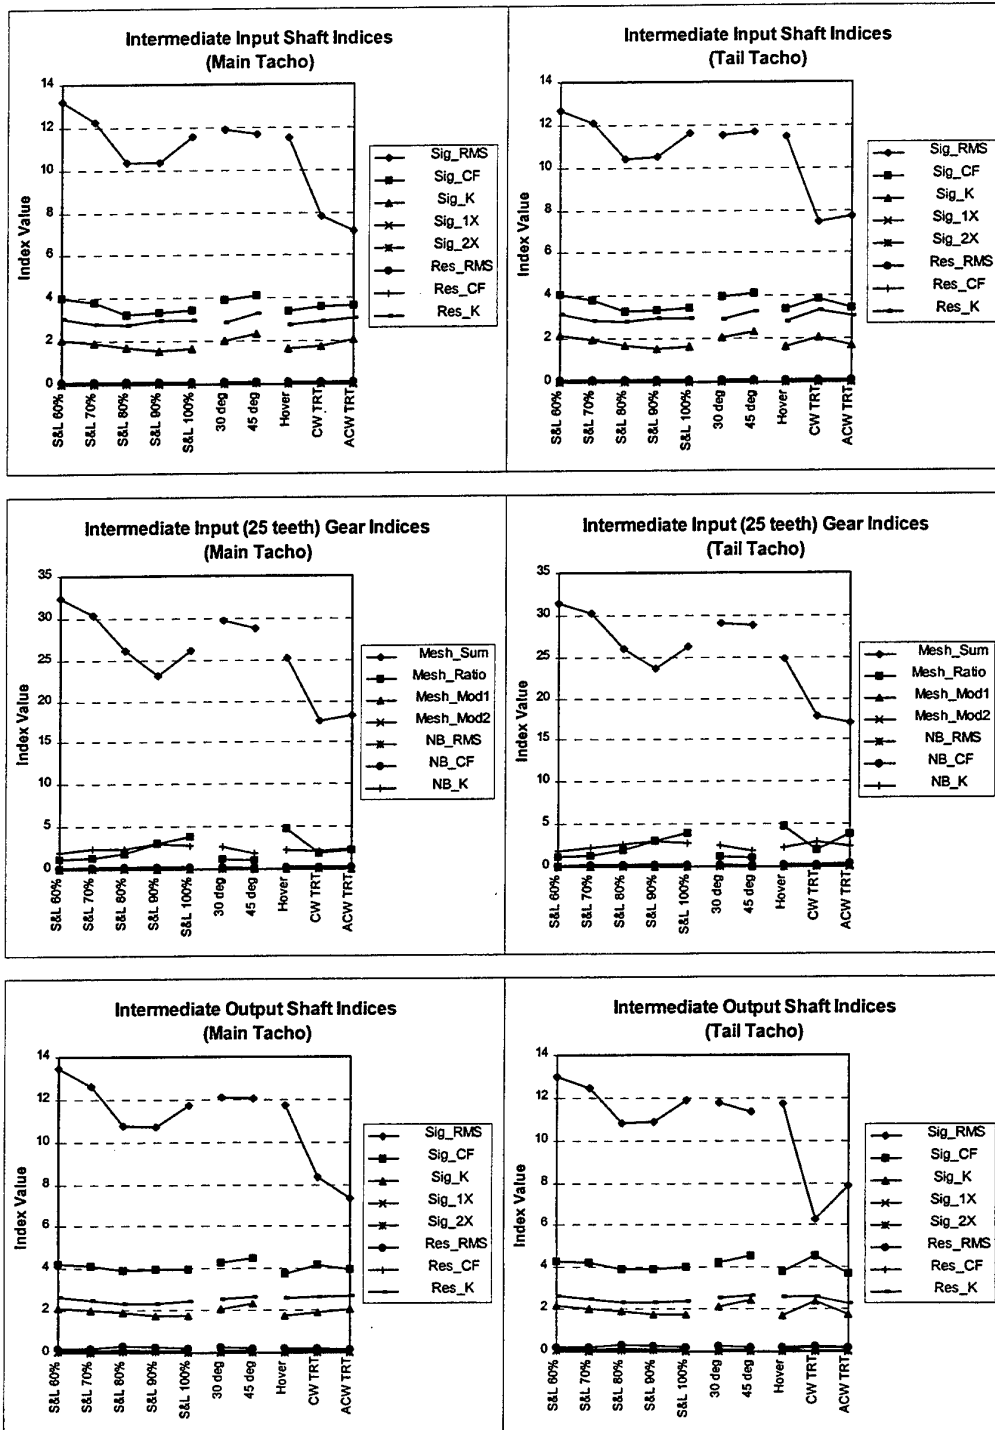 Intermediate Input Shaft Indices
(Main Tacho)
Index Value
14
12
10
8
6
4
2
0
S&L 60%
S&L 70%
S&L 80%
S&L 90%
S&L 100%
30 deg
45 deg
Hover
CW TRT
ACW TRT
Sig_RMS
Sig_CF
Sig_K
Sig_1X
Sig_2X
Res_RMS
Res_CF
Res_K
Intermediate Input Shaft Indices
(Tail Tacho)
Index Value
14
12
10
8
6
4
2
0
S&L 60%
S&L 70%
S&L 80%
S&L 90%
S&L 100%
30 deg
45 deg
Hover
CW TRT
ACW TRT
Sig_RMS
Sig_CF
Sig_K
Sig_1X
Sig_2X
Res_RMS
Res_CF
Res_K
Intermediate Input (25 teeth) Gear Indices
(Main Tacho)
Index Value
35
30
25
20
15
10
5
0
S&L 60%
S&L 70%
S&L 80%
S&L 90%
S&L 100%
30 deg
45 deg
Hover
CW TRT
ACW TRT
Mesh_Sum
Mesh_Ratio
Mesh_Mod1
Mesh_Mod2
NB_RMS
NB_CF
NB_K
Intermediate Input (25 teeth) Gear Indices
(Tail Tacho)
Index Value
35
30
25
20
15
10
5
0
S&L 60%
S&L 70%
S&L 80%
S&L 90%
S&L 100%
30 deg
45 deg
Hover
CW TRT
ACW TRT
Mesh_Sum
Mesh_Ratio
Mesh_Mod1
Mesh_Mod2
NB_RMS
NB_CF
NB_K
Intermediate Output Shaft Indices
(Main Tacho)
Index Value
14
12
10
8
6
4
2
0
S&L 60%
S&L 70%
S&L 80%
S&L 90%
S&L 100%
30 deg
45 deg
Hover
CW TRT
ACW TRT
Sig_RMS
Sig_CF
Sig_K
Sig_1X
Sig_2X
Res_RMS
Res_CF
Res_K
Intermediate Output Shaft Indices
(Tail Tacho)
Index Value
14
12
10
8
6
4
2
0
S&L 60%
S&L 70%
S&L 80%
S&L 90%
S&L 100%
30 deg
45 deg
Hover
CW TRT
ACW TRT
Sig_RMS
Sig_CF
Sig_K
Sig_1X
Sig_2X
Res_RMS
Res_CF
Res_K